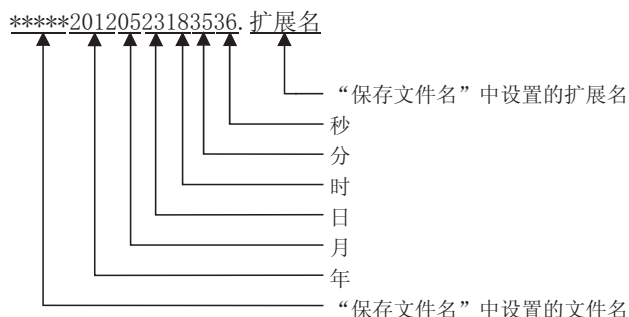 *****20120523183536.扩展名
“保存文件名”中设置的扩展名
秒
分
时
日
月
年
“保存文件名”中设置的文件名